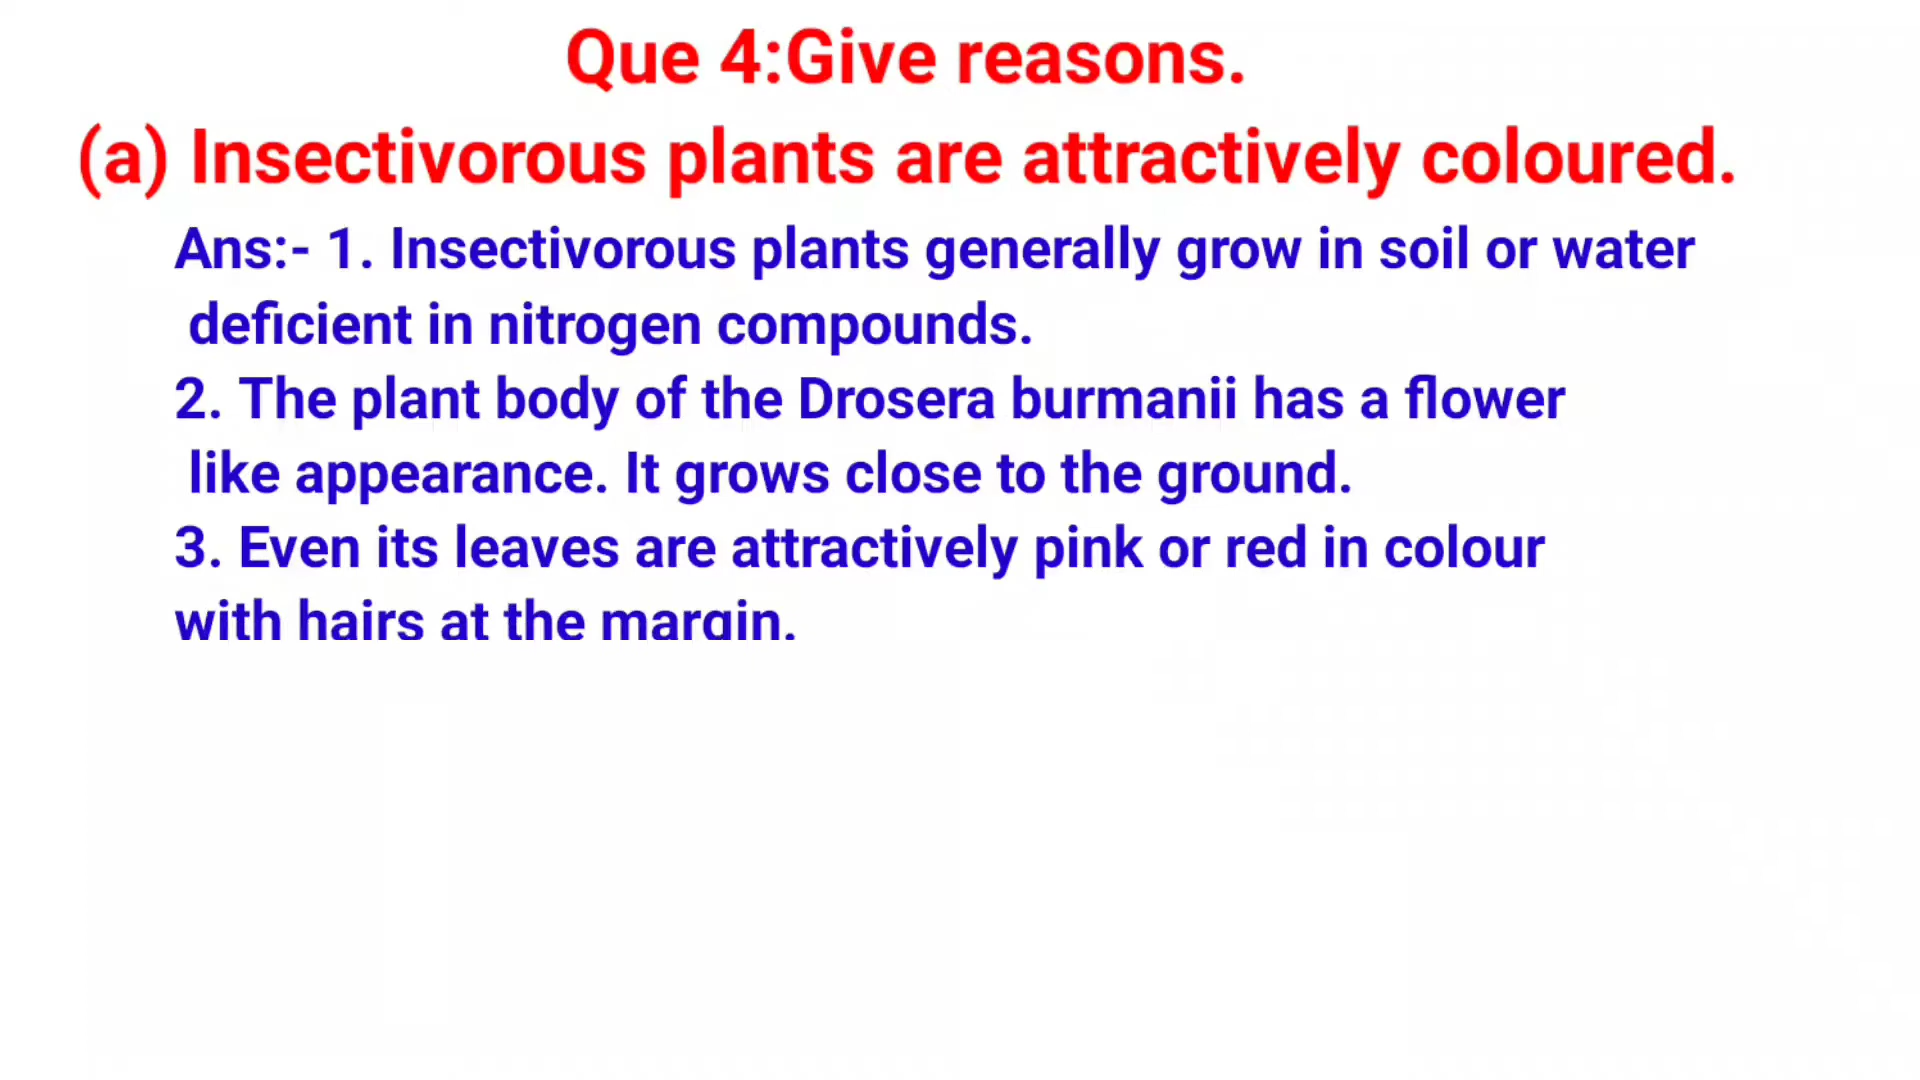 Que 4:Give reasons.
(a) Insectivorous plants are attractively coloured.
Ans:- 1. Insectivorous plants generally grow in soil or water
deficient in nitrogen compounds.
2. The plant body of the Drosera burmanii has a flower
like appearance. It grows close to the ground.
3. Even its leaves are attractively pink or red in colour
with hairs at the margin.